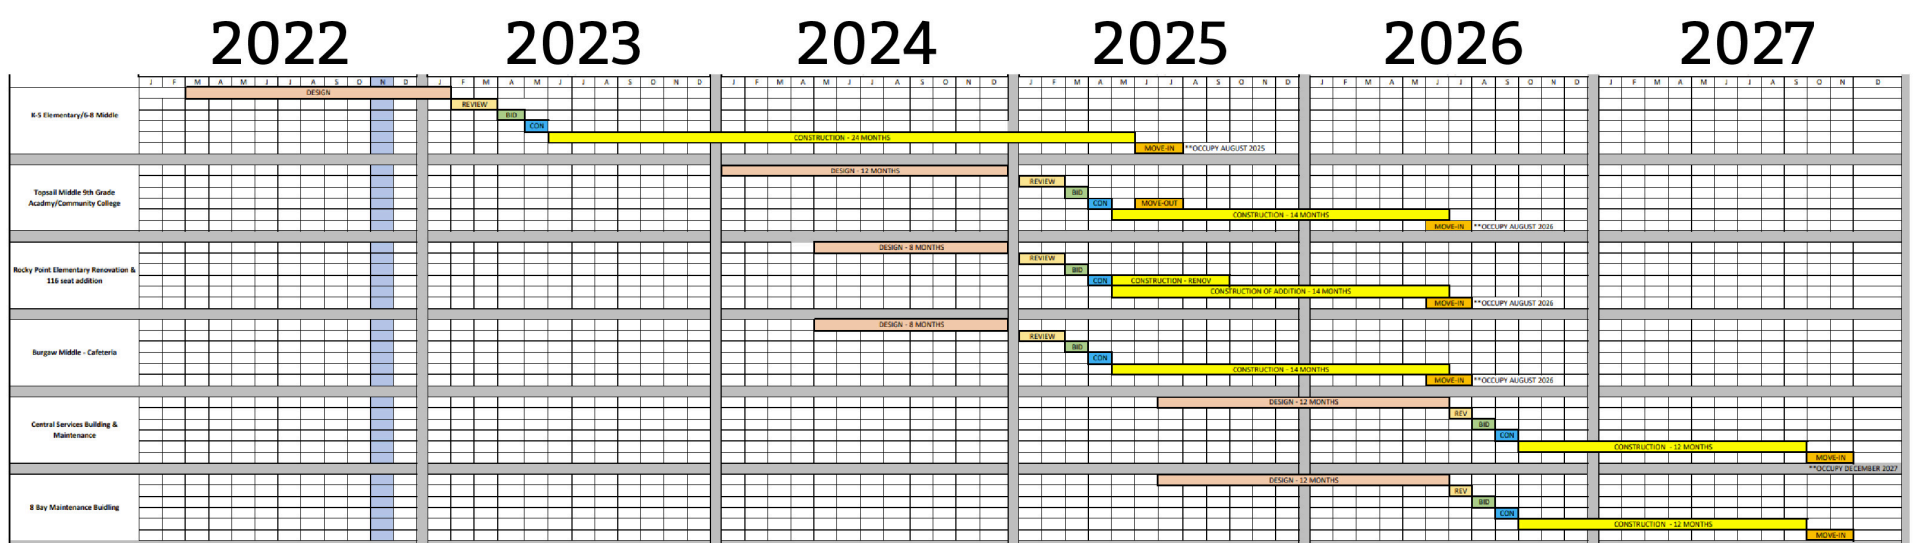 2022 2023 2024 2025 2026 2027
J F M A M J J A S O N D J F M A M J J A S O N D J F M A M J J A S O N D J F M A M J J A S O N D J F M A M J J A S O N D J F M A M J J A S O N D
DESIGN
REVIEW
K-5 Elementary/6-8 Middle
BID
CON
CONSTRUCTION - 24 MONTHS
MOVE-IN **OCCUPY AUGUST 2025
DESIGN - 12 MONTHS
REVIEW
Topsail Middle 9th Grade
Acadmy/Community College
BID
CON MOVE-OUT
CONSTRUCTION - 14 MONTHS
MOVE-IN **OCCUPY AUGUST 2026
DESIGN - 8 MONTHS
REVIEW
Rocky Point Elementary Renovation &
116 seat addition
BID
CON CONSTRUCTION - RENOV
CONSTRUCTION OF ADDITION - 14 MONTHS
MOVE-IN **OCCUPY AUGUST 2026
DESIGN - 8 MONTHS
REVIEW
BID
Burgaw Middle - Cafeteria
CON
CONSTRUCTION - 14 MONTHS
MOVE-IN **OCCUPY AUGUST 2026
DESIGN - 12 MONTHS
REV
Central Services Building &
Maintenance
BID
CON
CONSTRUCTION - 12 MONTHS
MOVE-IN
**OCCUPY DECEMBER 2027
DESIGN - 12 MONTHS
REV
BID
8 Bay Maintenance Buidling
CON
CONSTRUCTION - 12 MONTHS
MOVE-IN